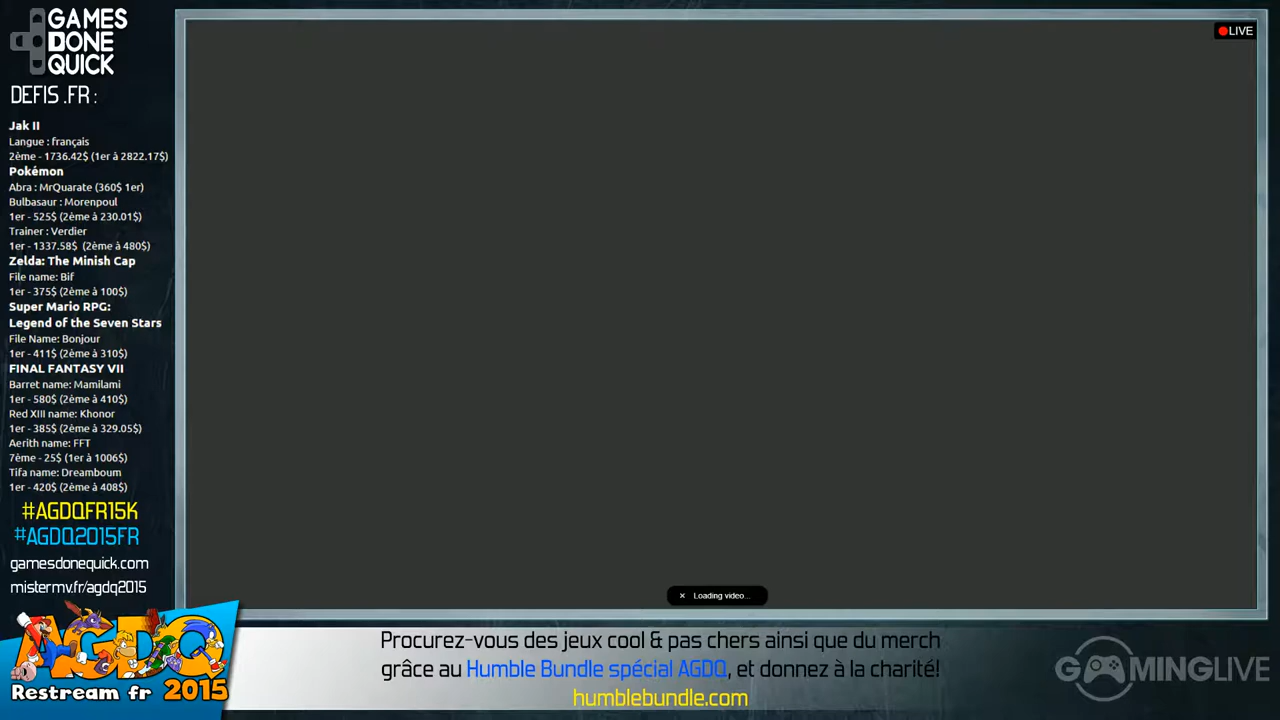 GAMES
DONE
QUICK
DEFIS .FR :
Jak II
Langue : français
2ème - 1736.42$ (1er à 2822.17$)
Pokémon
Abra : MrQuarate (360$ 1er)
Bulbasaur : Morenpoul
1er - 525$ (2ème à 230.01$)
Trainer : Verdier
1er - 1337.58$ (2ème à 480$)
Zelda: The Minish Cap
File name: Bif
1er - 375$ (2ème à 100$)
Super Mario RPG:
Legend of the Seven Stars
File Name: Bonjour
1er - 411$ (2ème à 310$)
FINAL FANTASY VII
Barret name: Mamilami
1er - 580$ (2ème à 410$)
Red XIII name: Khonor
1er - 385$ (2ème à 329.05$)
Aerith name: FFT
7ème - 25$ (1er à 1006$)
Tifa name: Dreamboum
1er - 420$ (2ème à 408$)
#AGDQFR15K
#AGDQ2015FR
gamesdonequick.com
mistermv.fr/agdq2015
AGDQ
Restream fr 2015
LIVE
Loading video...
Procurez-vous des jeux cool & pas chers ainsi que du merch
grâce au Humble Bundle spécial AGDQ, et donnez à la charité!
humblebundle.com
GAMINGLIVE